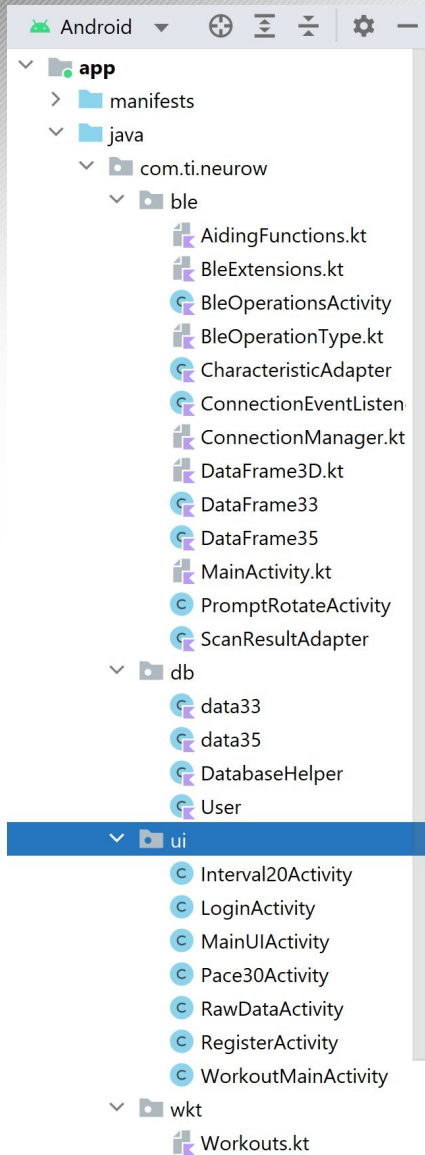 Android
app
manifests
java
com.ti.neurow
ble
AidingFunctions.kt
BleExtensions.kt
BleOperationsActivity
BleOperationType.kt
CharacteristicAdapter
ConnectionEventListen
ConnectionManager.kt
DataFrame3D.kt
DataFrame33
DataFrame35
MainActivity.kt
PromptRotateActivity
ScanResultAdapter
db
data33
data35
DatabaseHelper
User
ui
Interval20Activity
LoginActivity
MainUIActivity
Pace30Activity
RawDataActivity
RegisterActivity
WorkoutMainActivity
wkt
Workouts.kt